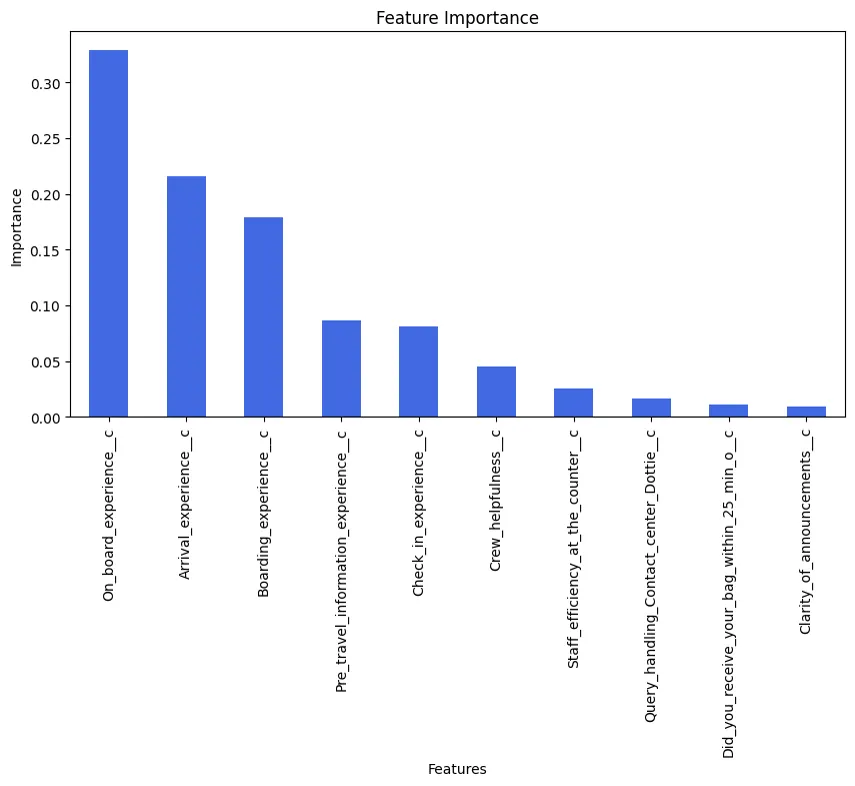 Feature Importance
Importance
0.30
0.25
0.20
0.15
0.10
0.05
0.00
On_board_experience__c
Arrival_experience__c
Boarding_experience__c
Pre_travel_information_experience__c
Check_in_experience__c
Crew_helpfulness__c
Staff_efficiency_at_the_counter__c
Query_handling_Contact_center_Dottie__c
Did_you_receive_your_bag_within_25_min_o__c
Clarity_of_announcements__c
Features